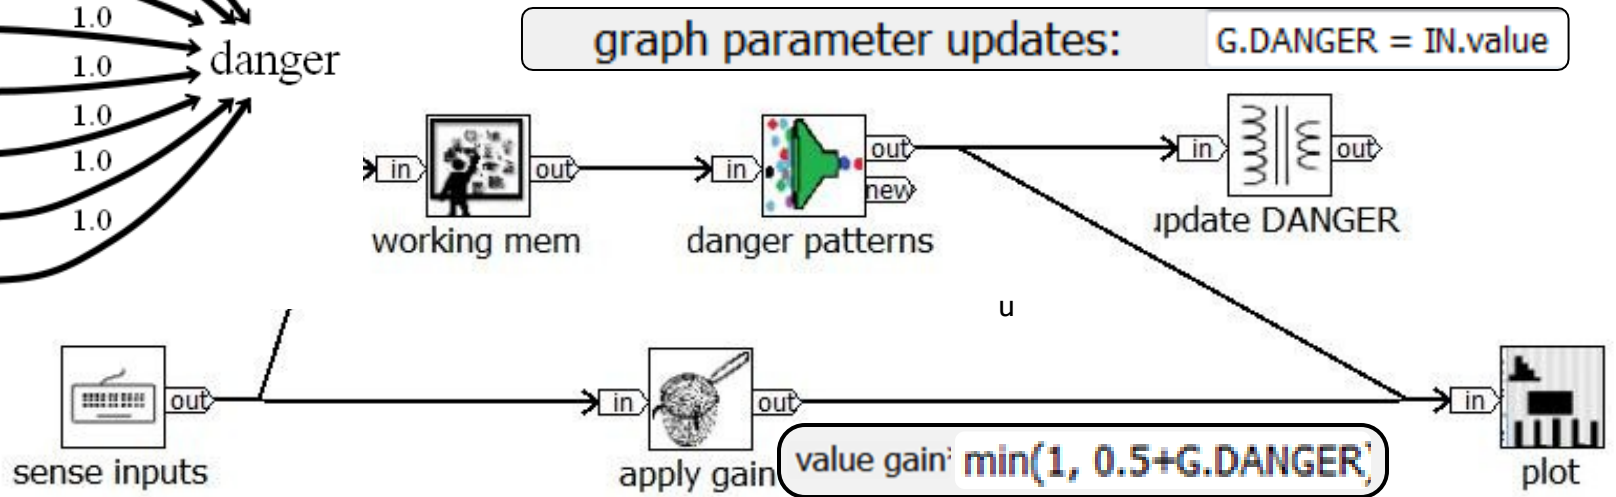 1.0
1.0
1.0
1.0
1.0
danger
graph parameter updates: G.DANGER = IN.value
in out
working mem
in out
new
danger patterns
in out
update DANGER
u
out
sense inputs
in out
apply gain
value gain: min(1, 0.5+G.DANGER)
in
plot